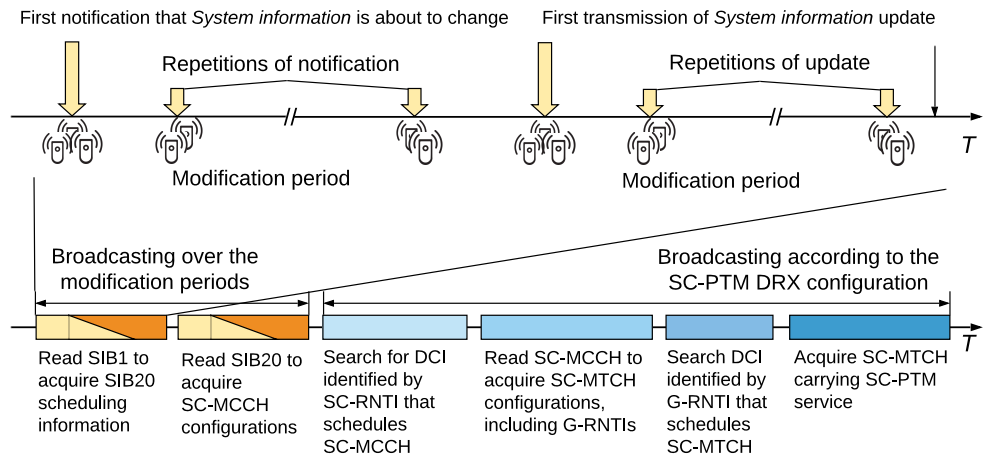 First notification that System information is about to change
First transmission of System information update
Repetitions of notification
Repetitions of update
//
//
T
Modification period
Modification period
Broadcasting over the
modification periods
Broadcasting according to the
SC-PTM DRX configuration
T
Read SIB1 to
acquire SIB20
scheduling
information
Read SIB20 to
acquire
SC-MCCH
configurations
Search for DCI
identified by
SC-RNTI that
schedules
SC-MCCH
Read SC-MCCH to
acquire SC-MTCH
configurations,
including G-RNTIs
Search DCI
identified by
G-RNTI that
schedules
SC-MTCH
Acquire SC-MTCH
carrying SC-PTM
service